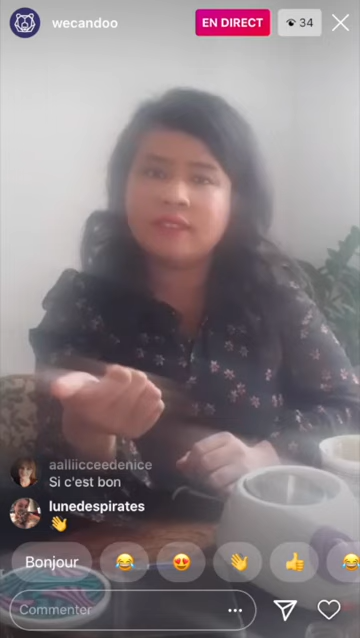 wecandoo
EN DIRECT
34
aalliicceedenice
Si c'est bon
lunedespirates
👋
Bonjour 😂 😍 👋 👍 😂
Commenter